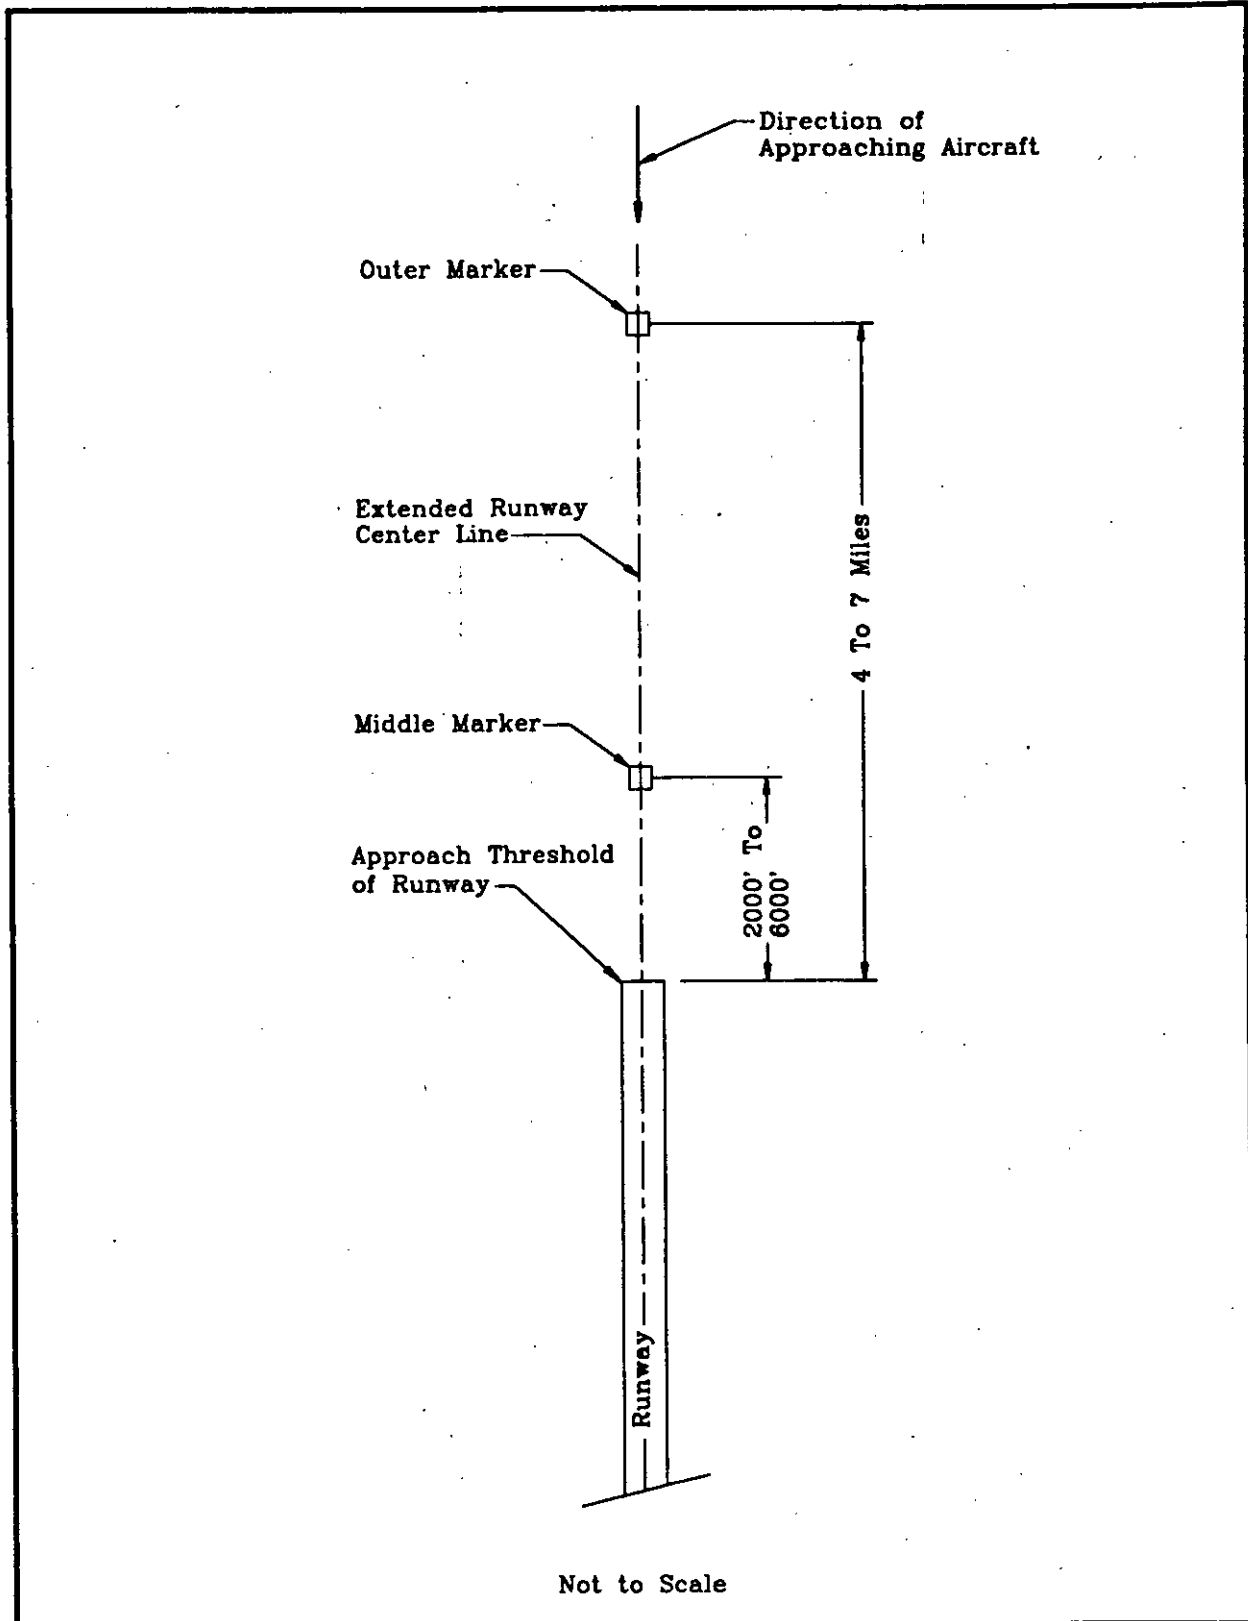 Direction of
Approaching Aircraft
Outer Marker
Extended Runway
Center Line
4 To 7 Miles
Middle Marker
2000' To
6000'
Approach Threshold
of Runway
Runway
Not to Scale